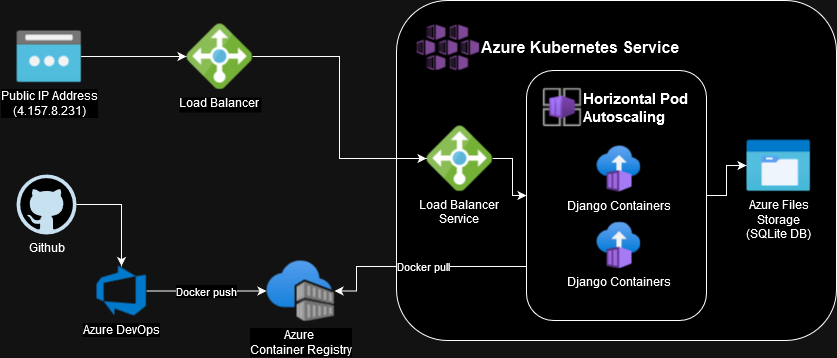 Azure Kubernetes Service
Public IP Address
(4.157.8.231)
Load Balancer
Horizontal Pod
Autoscaling
Load Balancer
Service
Django Containers
Azure Files
Storage
(SQLite DB)
Github
Django Containers
Docker pull
Docker push
Azure DevOps
Azure
Container Registry